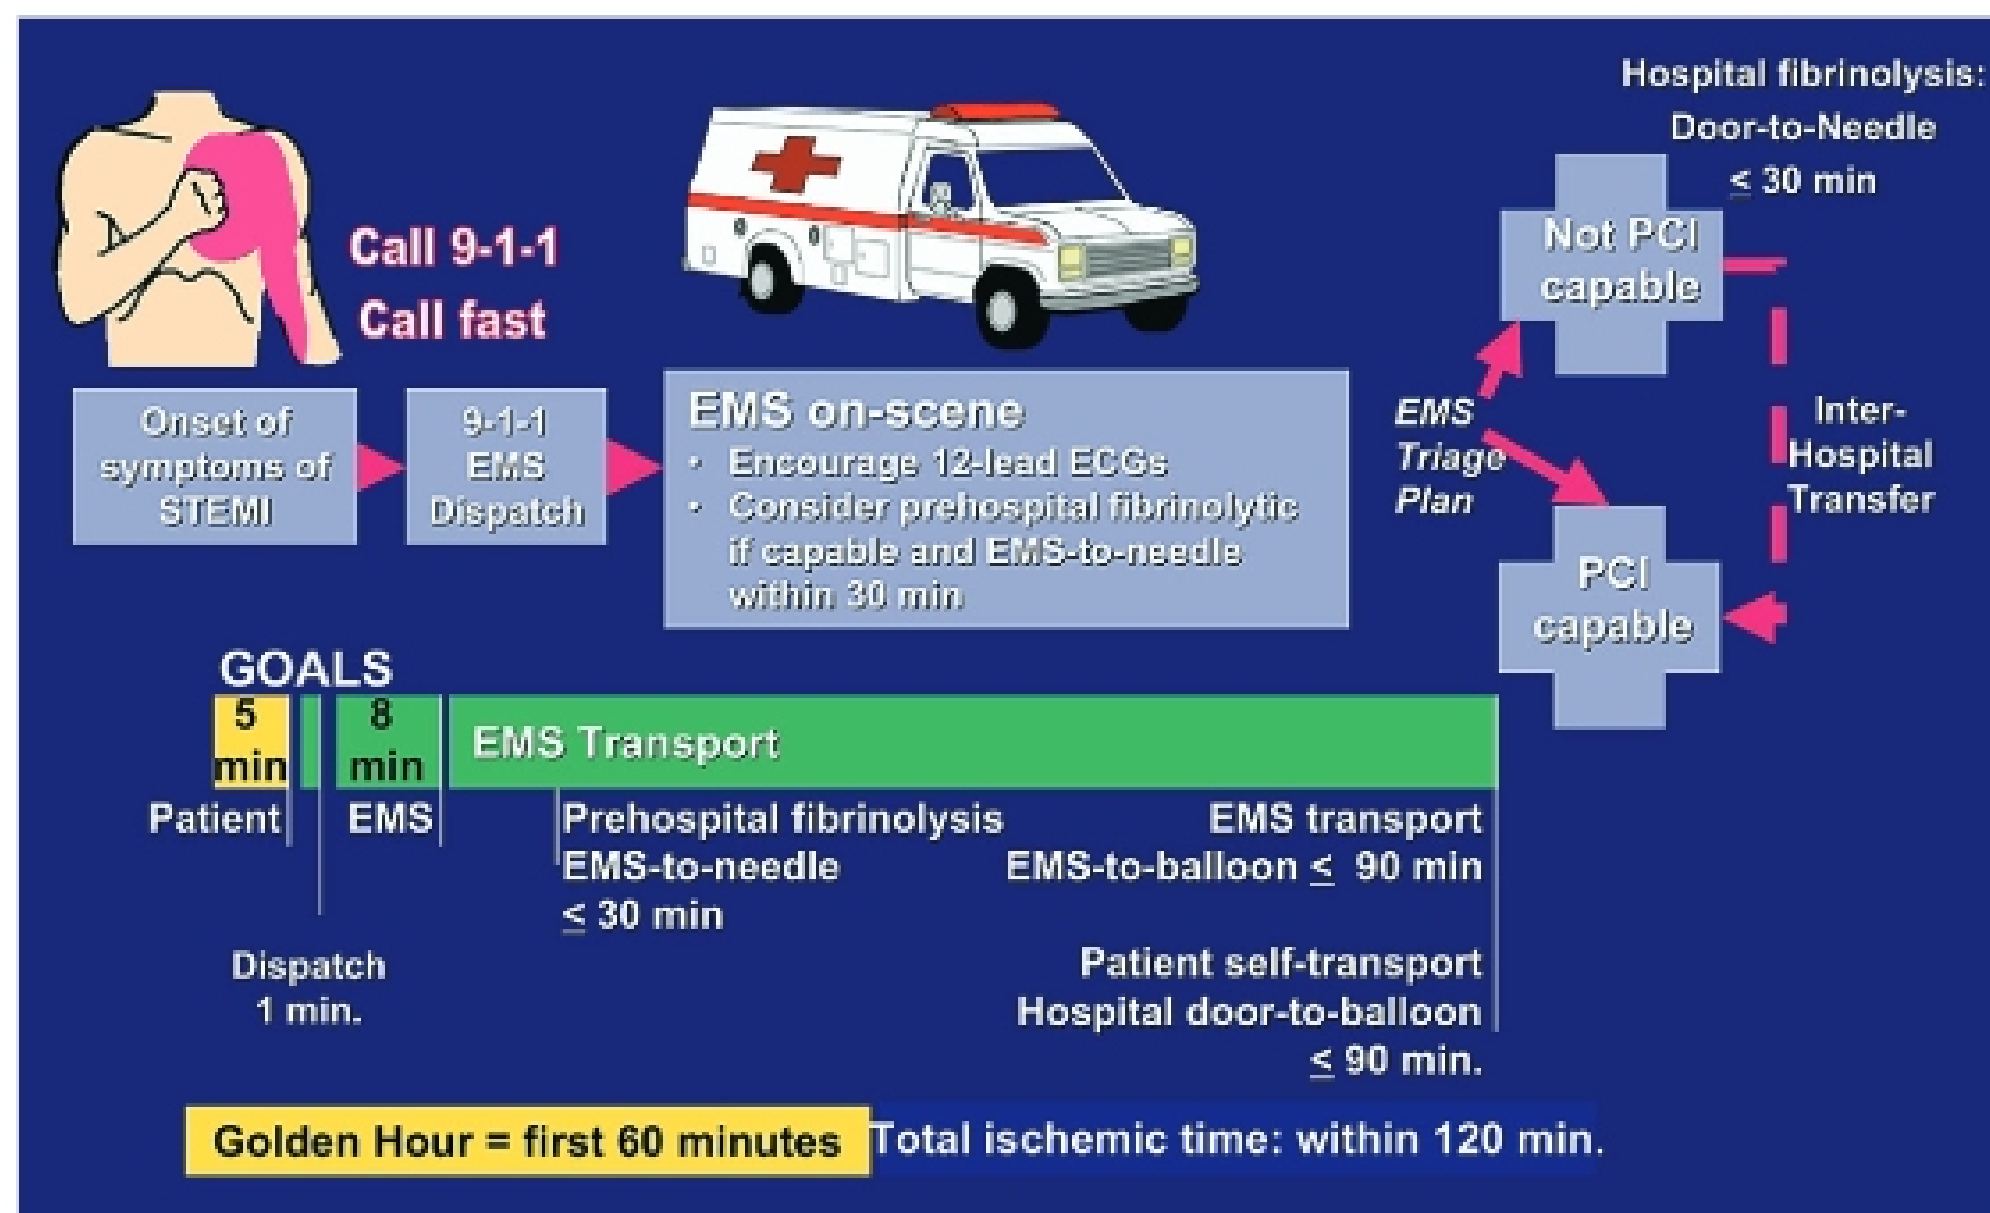 Hospital fibrinolysis:
Door-to-Needle
≤ 30 min
Not PCI
capable
Call 9-1-1
Call fast
Onset of
symptoms of
STEMI
9-1-1
EMS
Dispatch
EMS on-scene
• Encourage 12-lead ECGs
• Consider prehospital fibrinolytic
if capable and EMS-to-needle
within 30 min
EMS
Triage
Plan
Inter-
Hospital
Transfer
PCI
capable
GOALS
5
min
8
min
EMS Transport
Patient
EMS
Prehospital fibrinolysis
EMS-to-needle
≤ 30 min
EMS transport
EMS-to-balloon ≤ 90 min
Dispatch
1 min.
Patient self-transport
Hospital door-to-balloon
≤ 90 min.
Golden Hour = first 60 minutes
Total ischemic time: within 120 min.